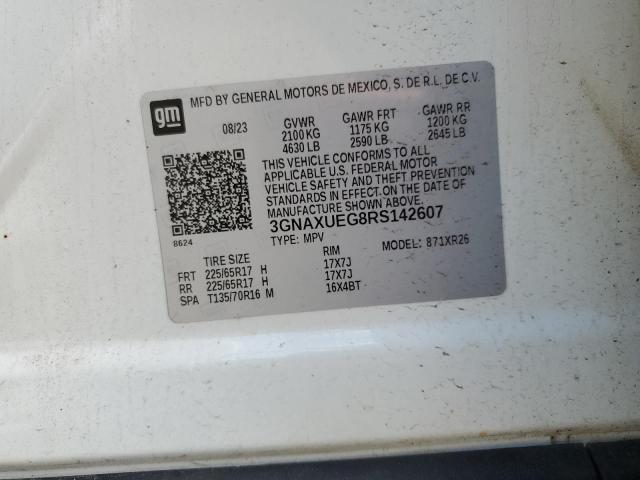 gm
MFD BY GENERAL MOTORS DE MEXICO, S. DE R.L. DE C.V.
08/23 GVWR GAWR FRT GAWR RR
2100 KG 1175 KG 1200 KG
4630 LB 2590 LB 2645 LB
THIS VEHICLE CONFORMS TO ALL
APPLICABLE U.S. FEDERAL MOTOR
VEHICLE SAFETY AND THEFT PREVENTION
STANDARDS IN EFFECT ON THE DATE OF
MANUFACTURE SHOWN ABOVE.
3GNAXUEG8RS142607
8624
TYPE: MPV MODEL: 871XR26
TIRE SIZE RIM
FRT 225/65R17 H 17X7J
RR 225/65R17 H 17X7J
SPA T135/70R16 M 16X4BT